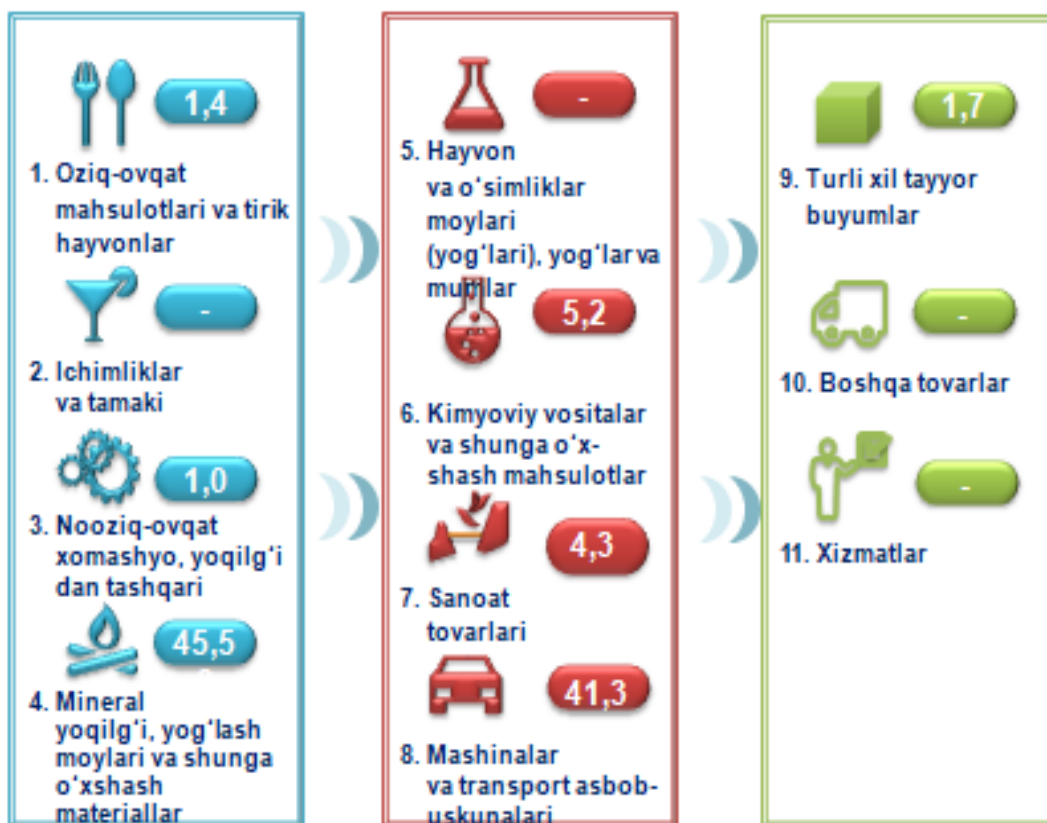 1,4
1. Oziq-ovqat
mahsulotlari va tirik
hayvonlar
-
2. Ichimliklar
va tamaki
1,0
3. Nooziq-ovqat
xomashyo, yoqilg‘i
dan tashqari
45,5
4. Mineral
yoqilg‘i, yog‘lash
moylari va shunga
o‘xshash
materiallar
-
5. Hayvon
va o‘simliklar
moylari
(yog‘lari), yog‘lar va
mumlar
5,2
6. Kimyoviy vositalar
va shunga o‘x-
shash mahsulotlar
4,3
7. Sanoat
tovarlari
41,3
8. Mashinalar
va transport asbob-
uskunalari
1,7
9. Turli xil tayyor
buyumlar
-
10. Boshqa tovarlar
-
11. Xizmatlar